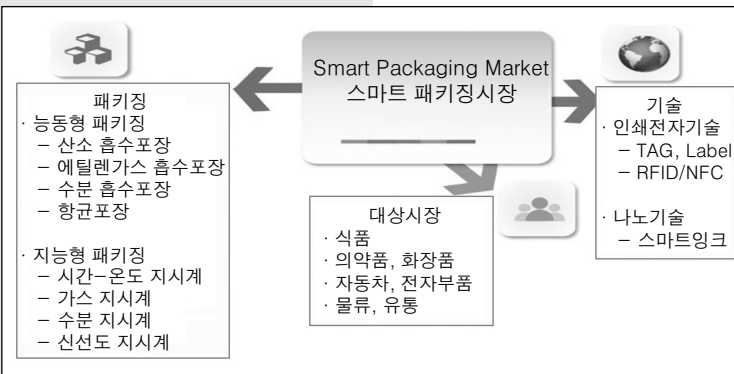 Smart Packaging Market
스마트 패키징시장
패키징
· 능동형 패키징
- 산소 흡수포장
- 에틸렌가스 흡수포장
- 수분 흡수포장
- 항균포장
· 지능형 패키징
- 시간-온도 지시계
- 가스 지시계
- 수분 지시계
- 신선도 지시계
대상시장
· 식품
· 의약품, 화장품
· 자동차, 전자부품
· 물류, 유통
기술
· 인쇄전자기술
- TAG, Label
- RFID/NFC
· 나노기술
- 스마트잉크